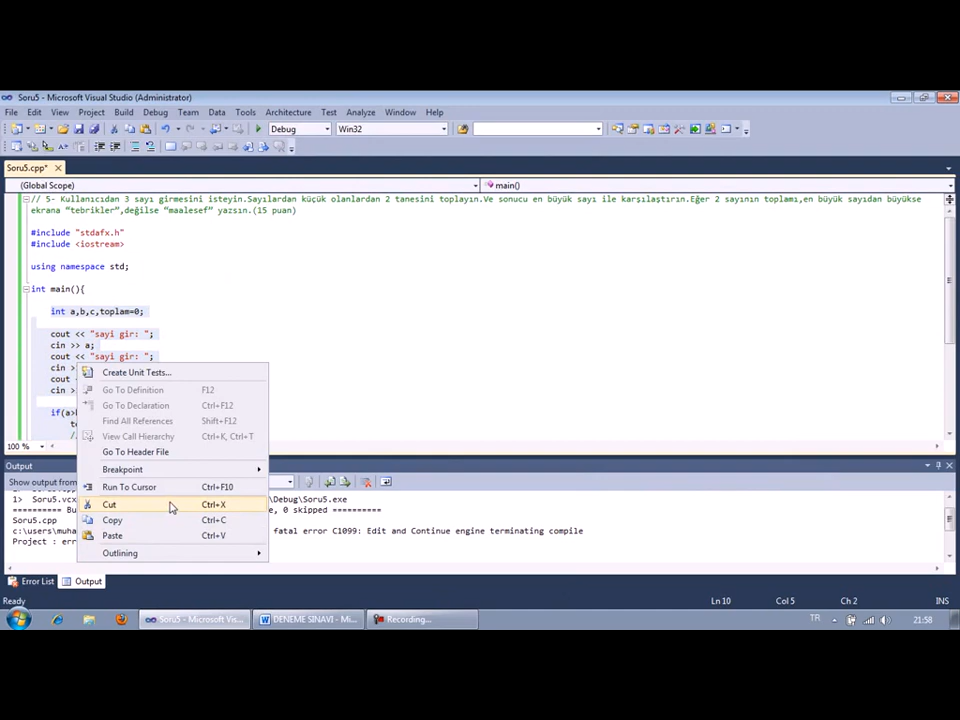 Soru5 - Microsoft Visual Studio (Administrator)
File Edit View Project Build Debug Team Data Tools Architecture Test Analyze Window Help
Debug Win32
Soru5.cpp*
(Global Scope) main()
// 5- Kullanıcıdan 3 sayı girmesini isteyin.Sayılardan küçük olanlardan 2 tanesini toplayın.Ve sonucu en büyük sayı ile karşılaştırın.Eğer 2 sayının toplamı,en büyük sayıdan büyükse
ekrana “tebrikler”,değilse “maalesef” yazsın.(15 puan)
#include "stdafx.h"
#include <iostream>
using namespace std;
int main(){
int a,b,c,toplam=0;
cout << "sayi gir: ";
cin >> a;
cout << "sayi gir: ";
cin >
cout <
cin >
if(a>
Create Unit Tests...
Go To Definition F12
Go To Declaration Ctrl+F12
Find All References Shift+F12
View Call Hierarchy Ctrl+K, Ctrl+T
Go To Header File
Breakpoint
Run To Cursor Ctrl+F10
Cut Ctrl+X
Copy Ctrl+C
Paste Ctrl+V
Outlining
100 %
Output
Show output from
1> Soru5.vcx \Debug\Soru5.exe
========== Bu e, 0 skipped ==========
Soru5.cpp
c:\users\muha fatal error C1099: Edit and Continue engine terminating compile
Project : err
Error List Output
Ready Ln 10 Col 5 Ch 2 INS
Soru5 - Microsoft Vis... DENEME SINAVI - Mi... Recording... TR 21:58